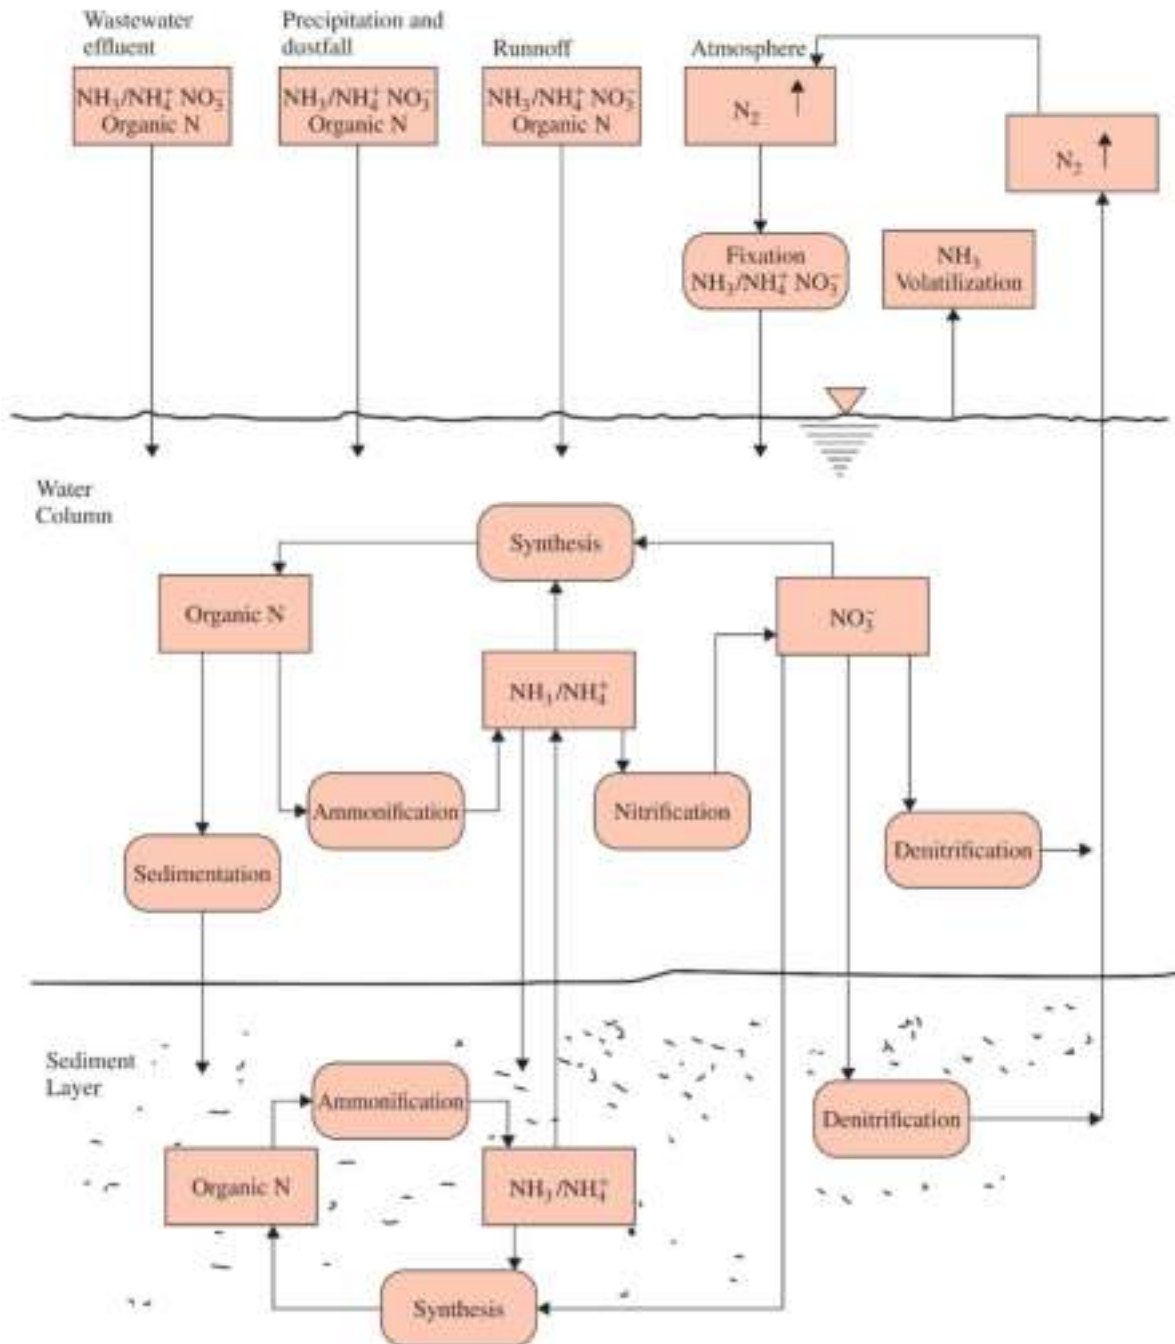 Wastewater
effluent
NH₃/NH₄⁺ NO₃⁻
Organic N
Precipitation and
dustfall
NH₃/NH₄⁺ NO₃⁻
Organic N
Runnoff
NH₃/NH₄⁺ NO₃⁻
Organic N
Atmosphere
N₂ ↑
N₂ ↑
Fixation
NH₃/NH₄⁺ NO₃⁻
NH₃
Volatilization
Water
Column
Synthesis
Organic N
NO₃⁻
NH₃/NH₄⁺
Ammonification
Nitrification
Denitrification
Sedimentation
Sediment
Layer
Ammonification
Denitrification
Organic N
NH₃/NH₄⁺
Synthesis